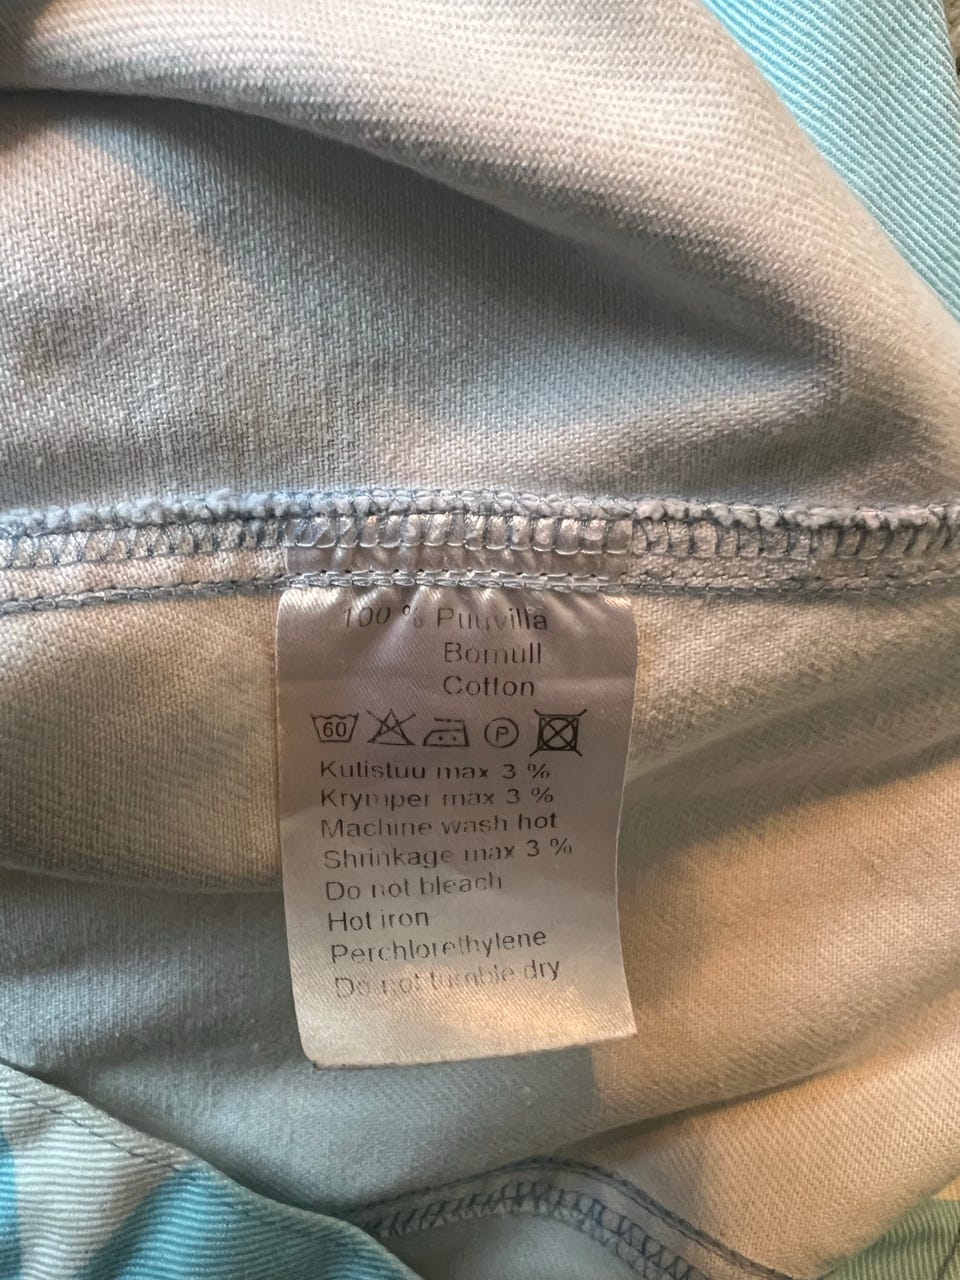 100 % Puuvilla
Bomull
Cotton
60 P
Kutistuu max 3 %
Krymper max 3 %
Machine wash hot
Shrinkage max 3 %
Do not bleach
Hot iron
Perchlorethylene
Do not tumble dry